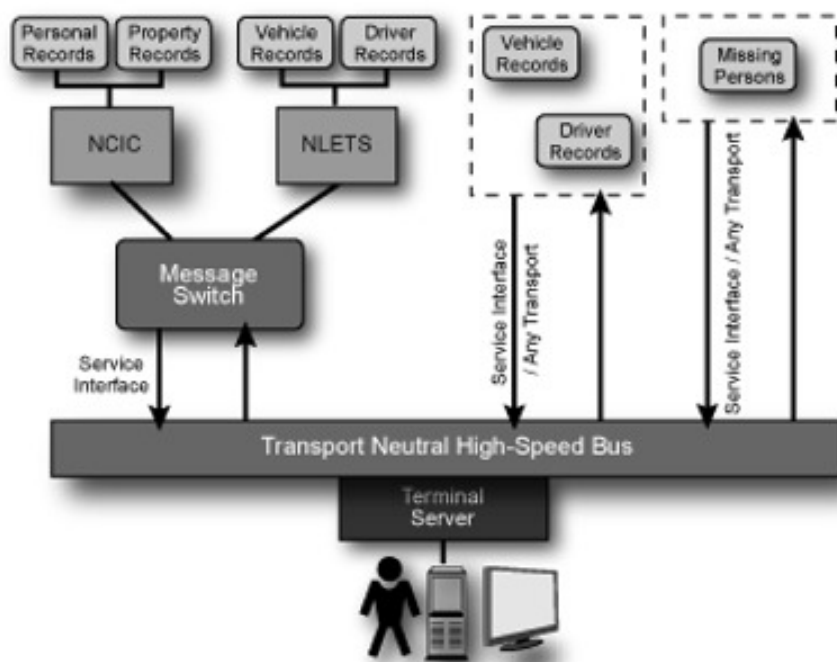 Personal
Records
Property
Records
Vehicle
Records
Driver
Records
Vehicle
Records
Driver
Records
Missing
Persons
NCIC
NLETS
Message
Switch
Service
Interface
Service Interface
/ Any Transport
Service Interface / Any Transport
Transport Neutral High-Speed Bus
Terminal
Server